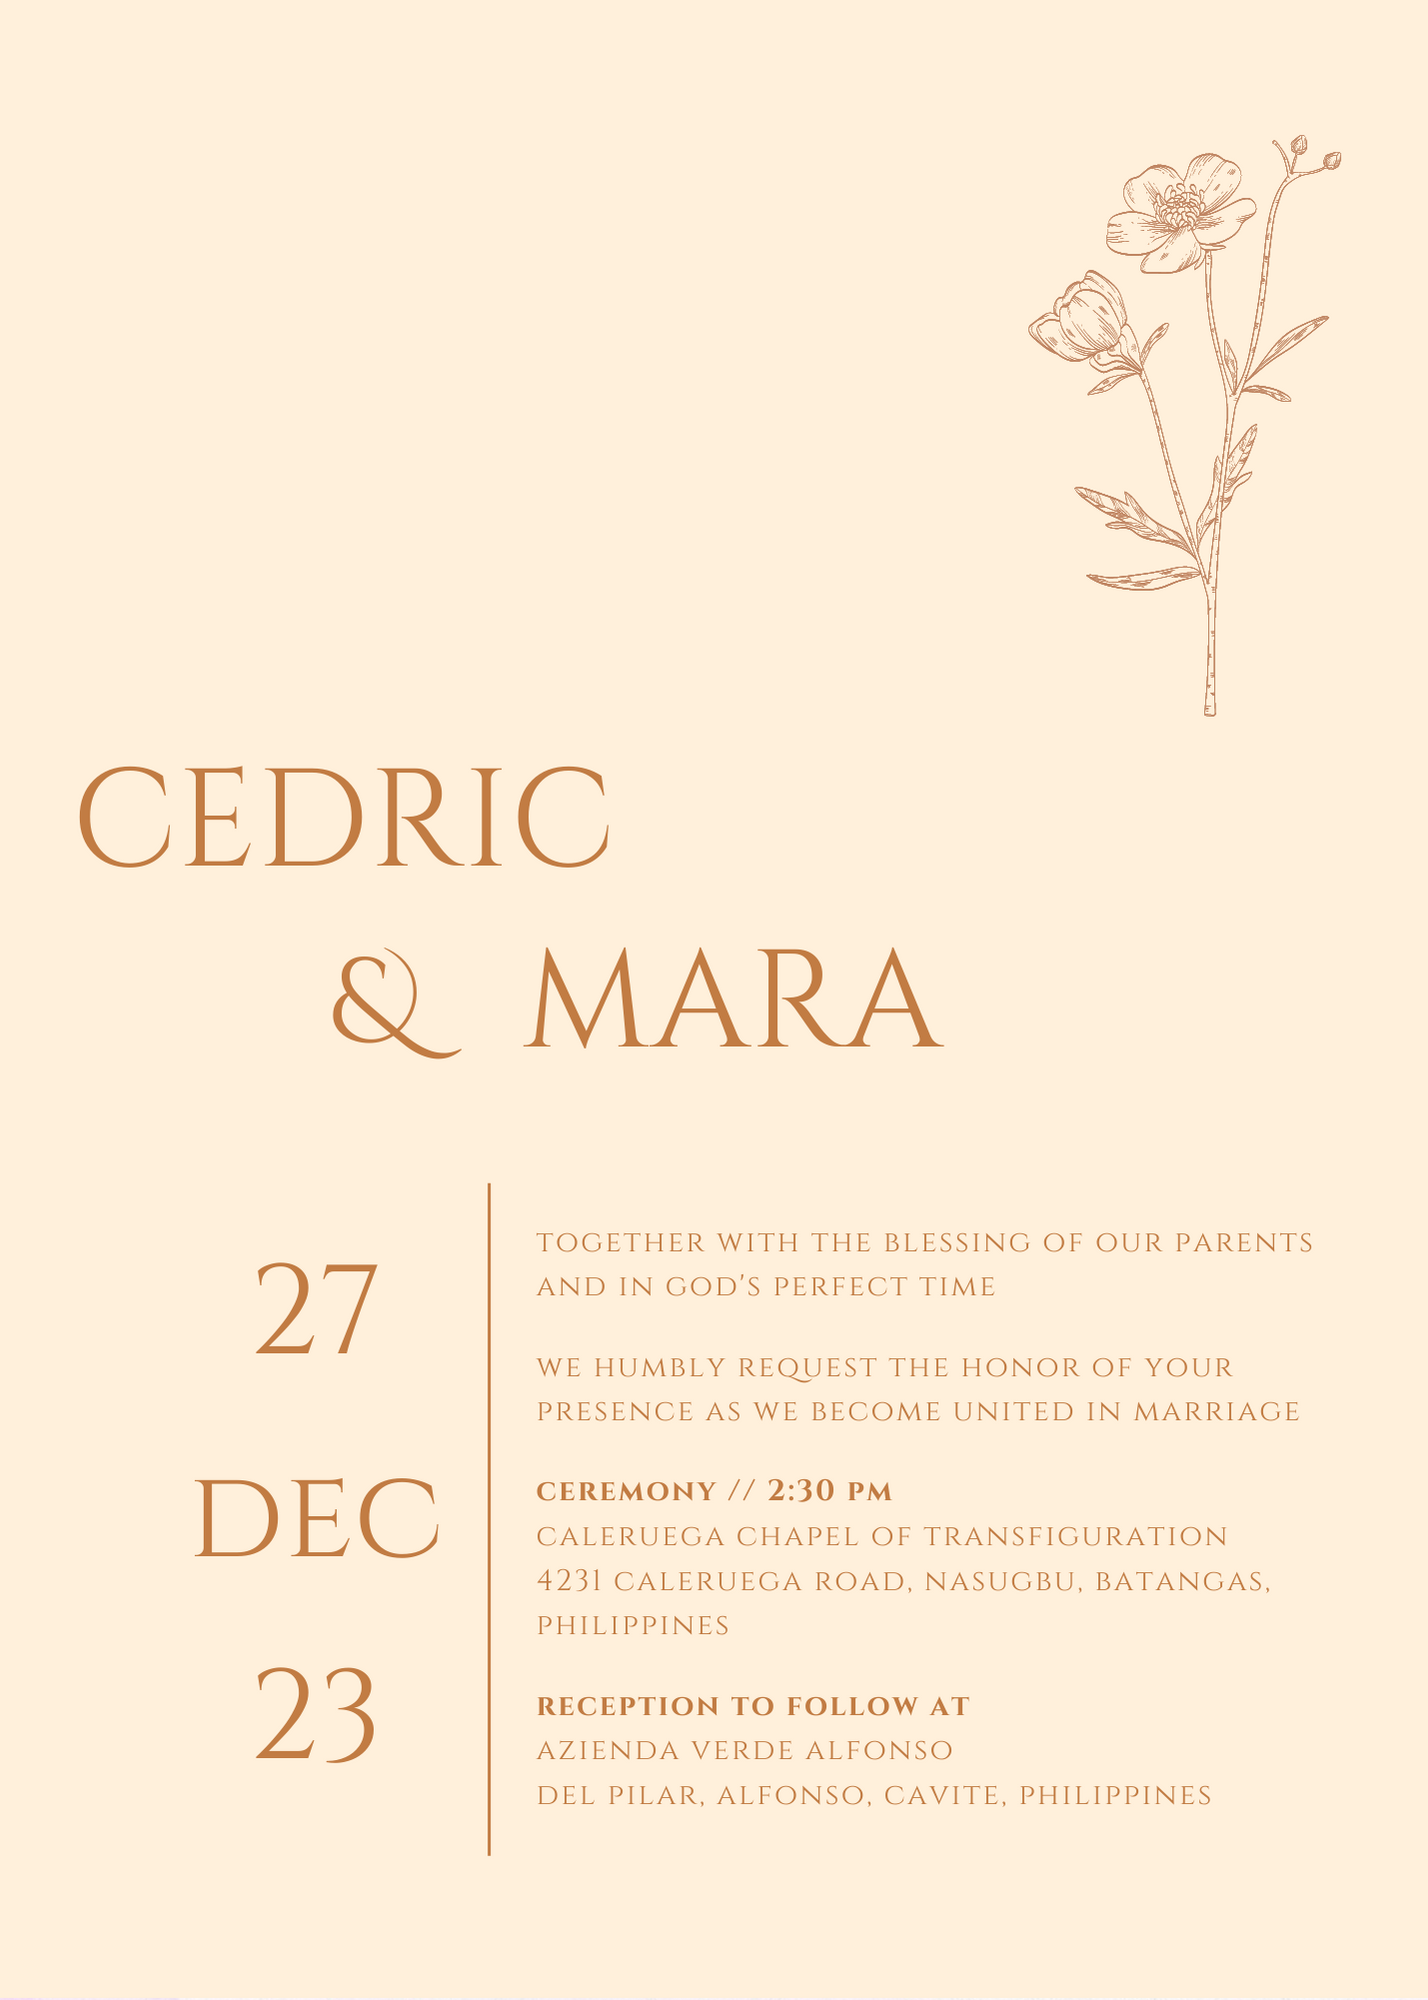 CEDRIC
& MARA
27
DEC
23
TOGETHER WITH THE BLESSING OF OUR PARENTS
AND IN GOD'S PERFECT TIME
WE HUMBLY REQUEST THE HONOR OF YOUR
PRESENCE AS WE BECOME UNITED IN MARRIAGE
CEREMONY // 2:30 PM
CALERUEGA CHAPEL OF TRANSFIGURATION
4231 CALERUEGA ROAD, NASUGBU, BATANGAS,
PHILIPPINES
RECEPTION TO FOLLOW AT
AZIENDA VERDE ALFONSO
DEL PILAR, ALFONSO, CAVITE, PHILIPPINES